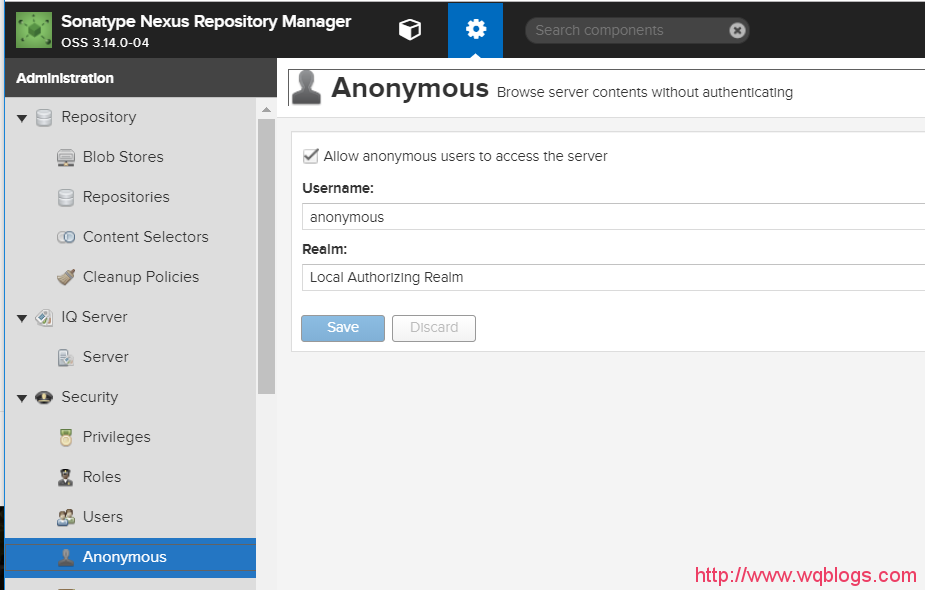 Sonatype Nexus Repository Manager
OSS 3.14.0-04
Search components
Administration
Anonymous Browse server contents without authenticating
Repository
Blob Stores
Repositories
Content Selectors
Cleanup Policies
IQ Server
Server
Security
Privileges
Roles
Users
Anonymous
Allow anonymous users to access the server
Username:
anonymous
Realm:
Local Authorizing Realm
Save Discard
http://www.wqblogs.com